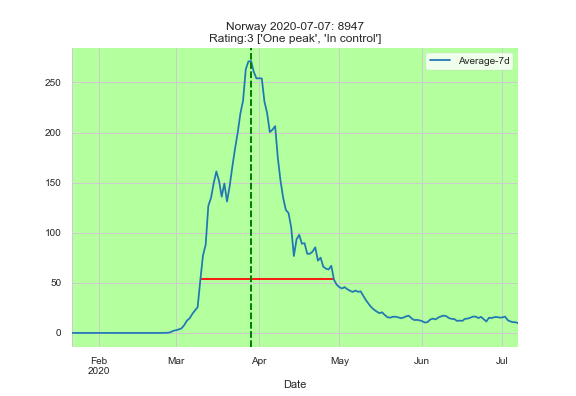 Norway 2020-07-07: 8947
Rating:3 ['One peak', 'In control']
Average-7d
250
200
150
100
50
0
Feb Mar Apr May Jun Jul
2020
Date